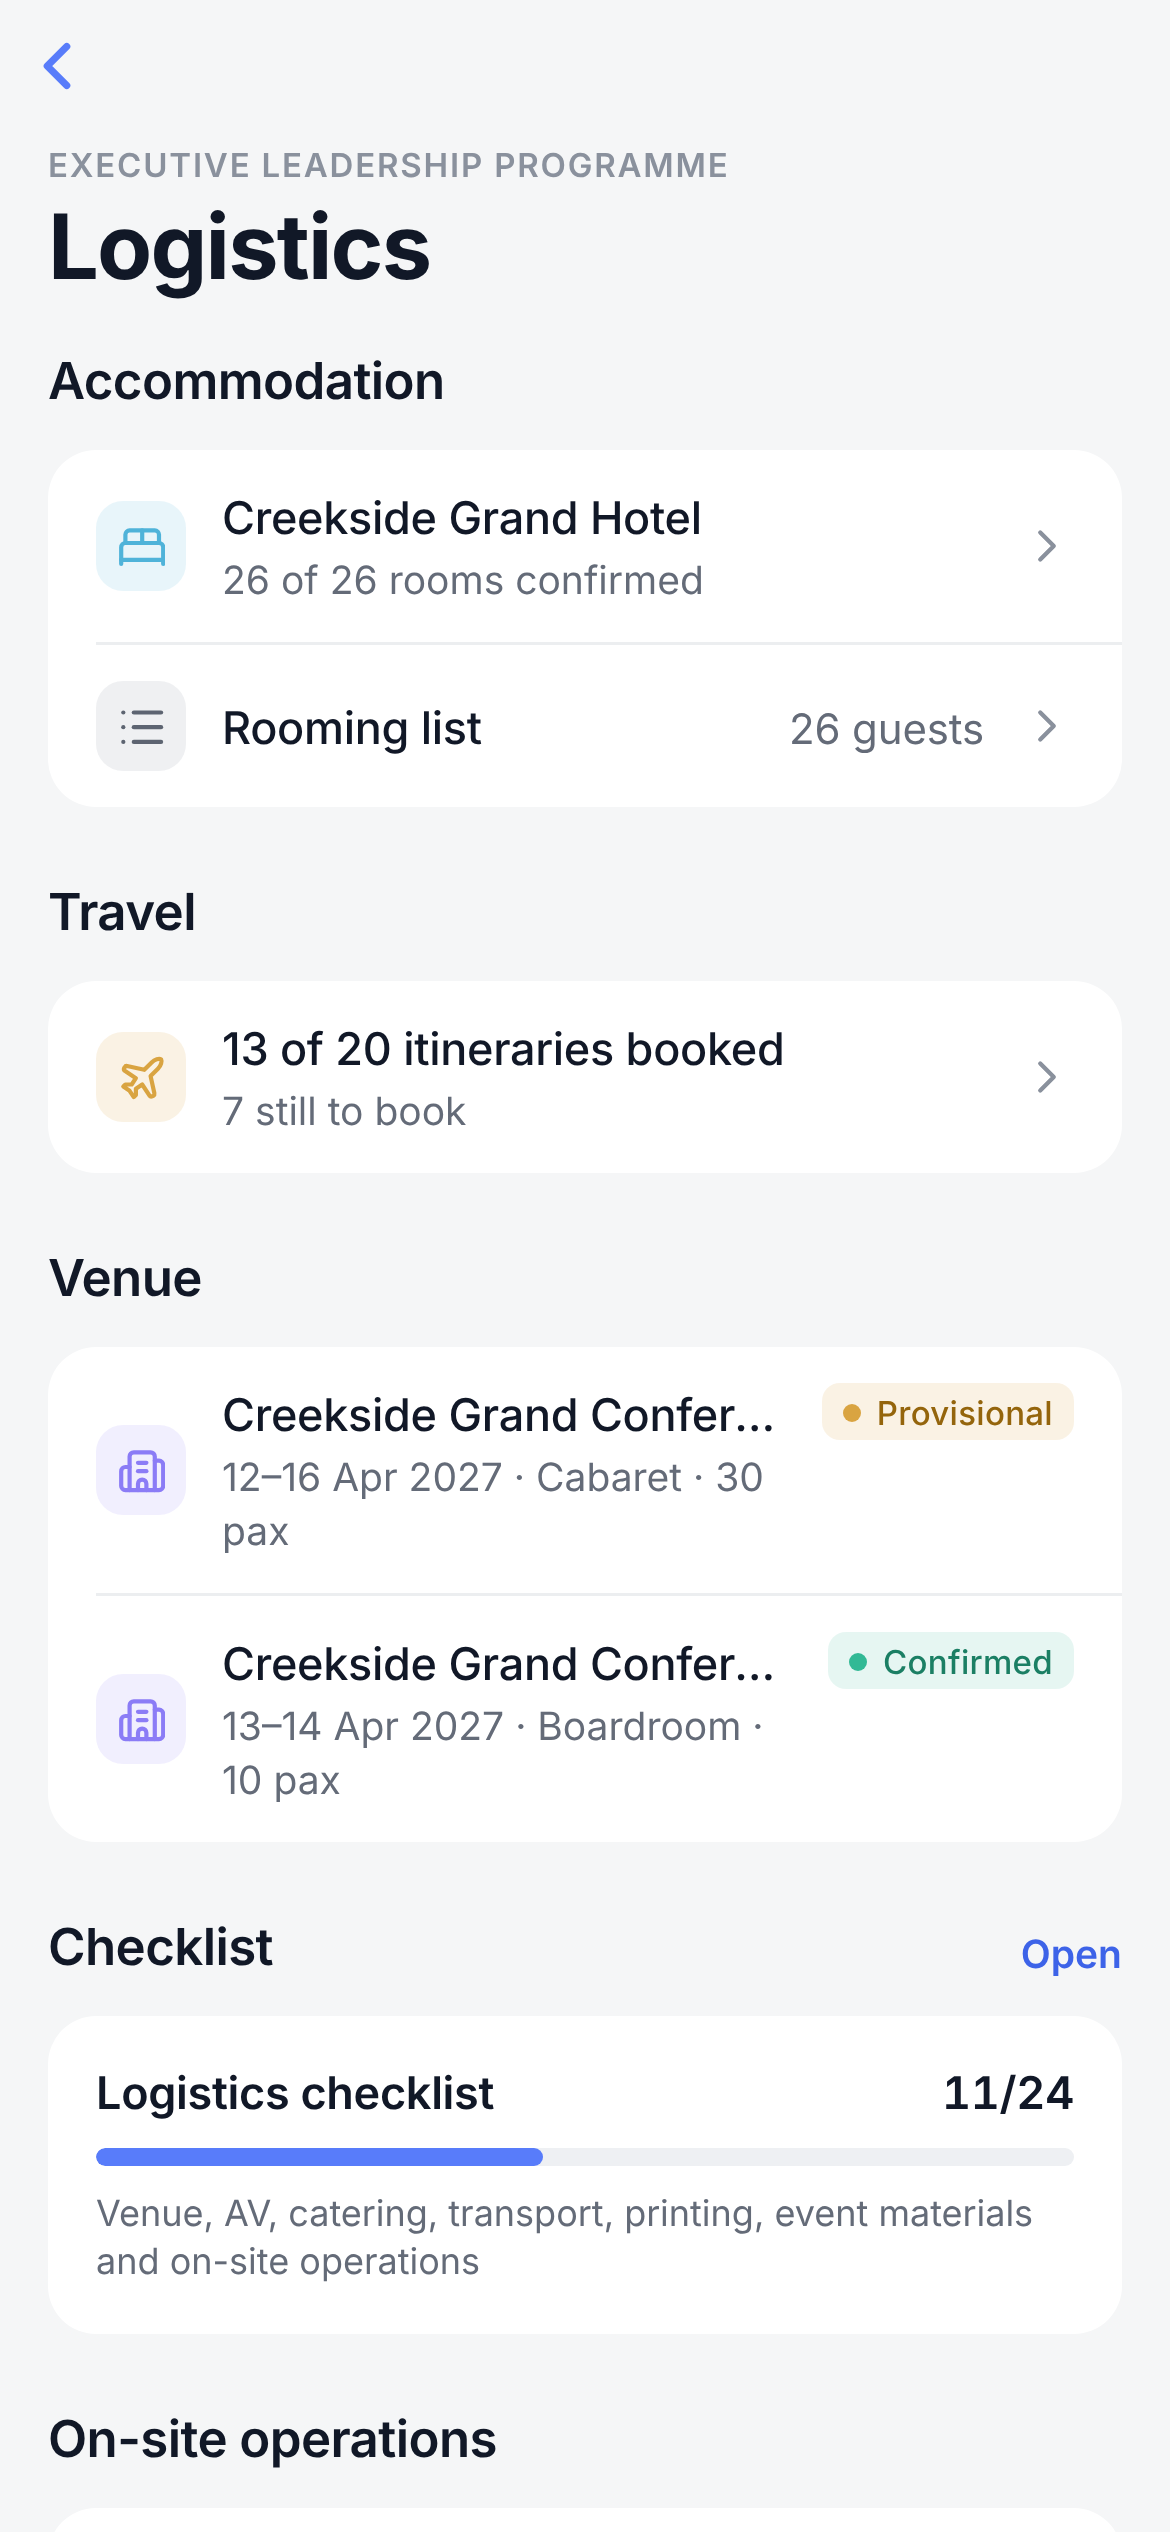 EXECUTIVE LEADERSHIP PROGRAMME
Logistics
Accommodation
Creekside Grand Hotel
26 of 26 rooms confirmed
Rooming list
26 guests
Travel
13 of 20 itineraries booked
7 still to book
Venue
Creekside Grand Confer...
Provisional
12–16 Apr 2027 · Cabaret · 30
pax
Creekside Grand Confer...
Confirmed
13–14 Apr 2027 · Boardroom ·
10 pax
Checklist
Open
Logistics checklist
11/24
Venue, AV, catering, transport, printing, event materials
and on-site operations
On-site operations